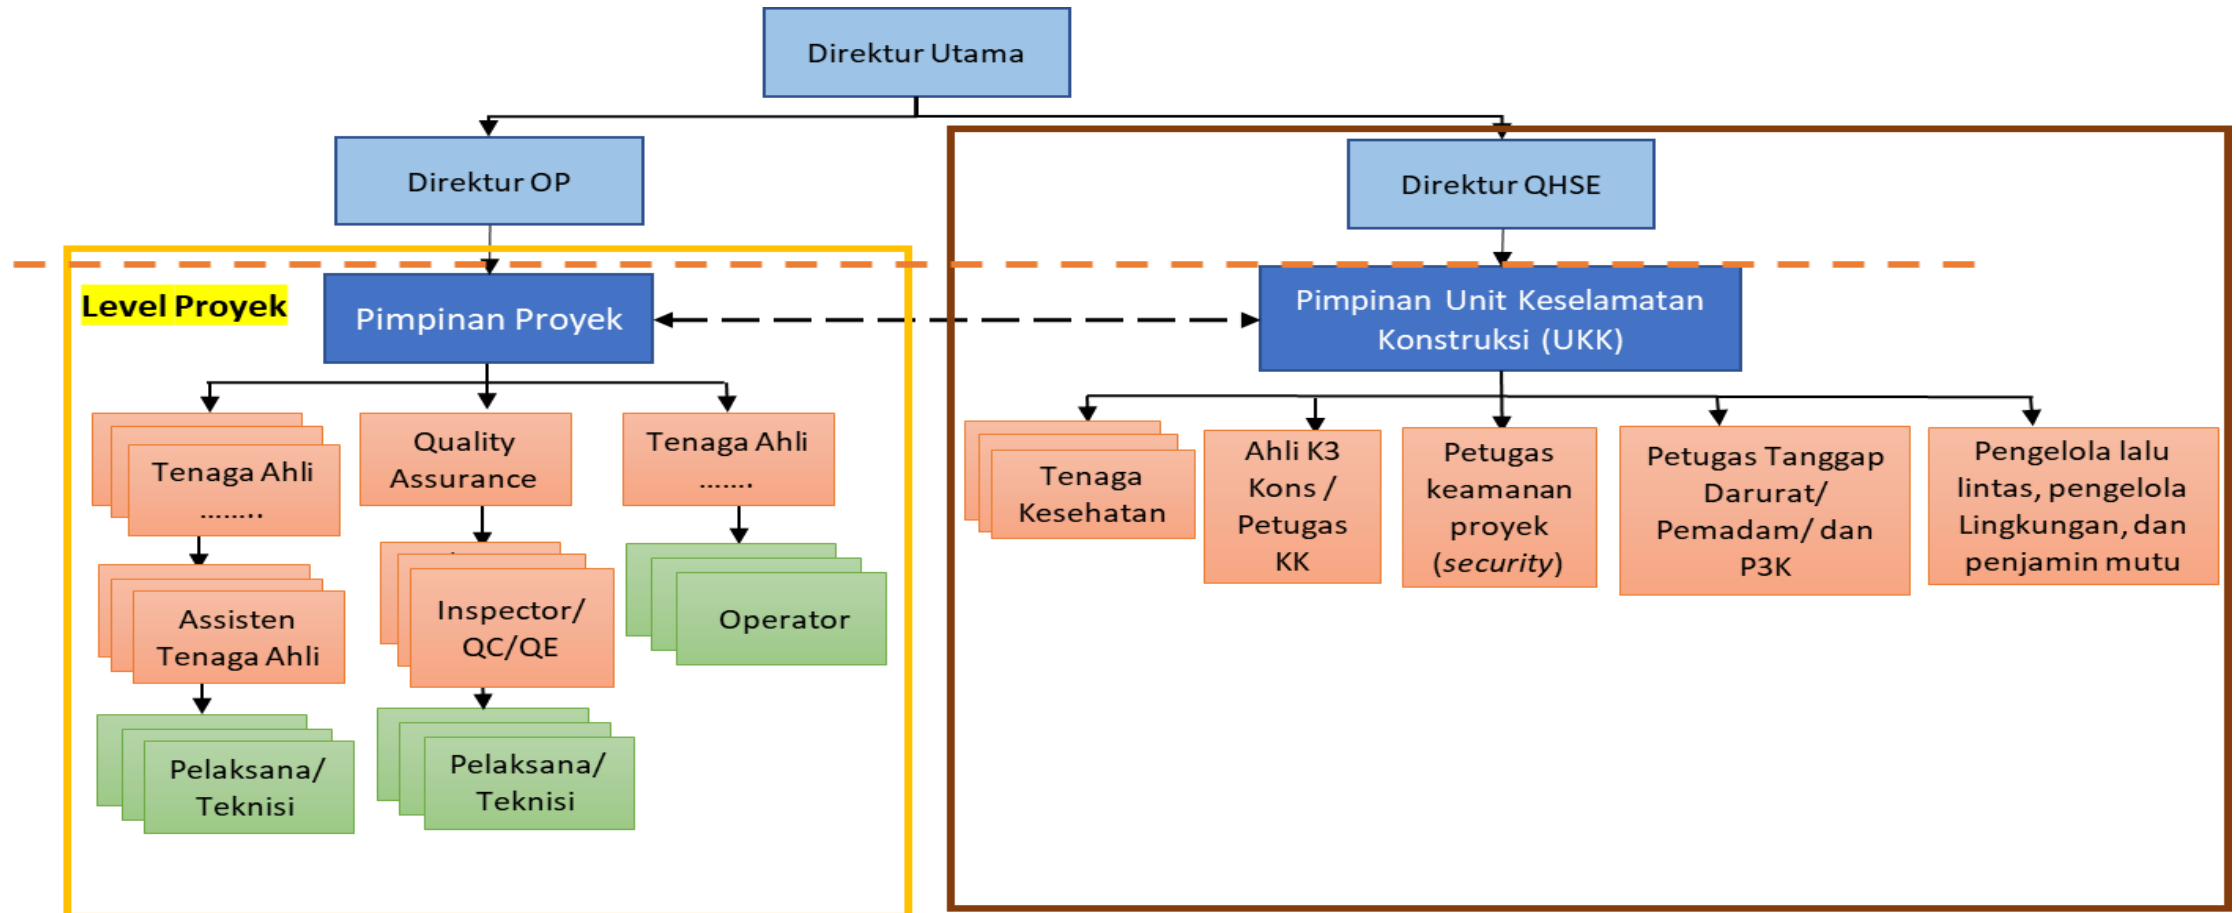 Direktur Utama
Direktur OP
Direktur QHSE
Level Proyek
Pimpinan Proyek
Pimpinan Unit Keselamatan
Konstruksi (UKK)
Tenaga Ahli
........
Quality
Assurance
Tenaga Ahli
.......
Tenaga
Kesehatan
Ahli K3
Kons /
Petugas
KK
Petugas
keamanan
proyek
(security)
Petugas Tanggap
Darurat/
Pemadam/ dan
P3K
Pengelola lalu
lintas, pengelola
Lingkungan, dan
penjamin mutu
Assisten
Tenaga Ahli
Inspector/
QC/QE
Operator
Pelaksana/
Teknisi
Pelaksana/
Teknisi